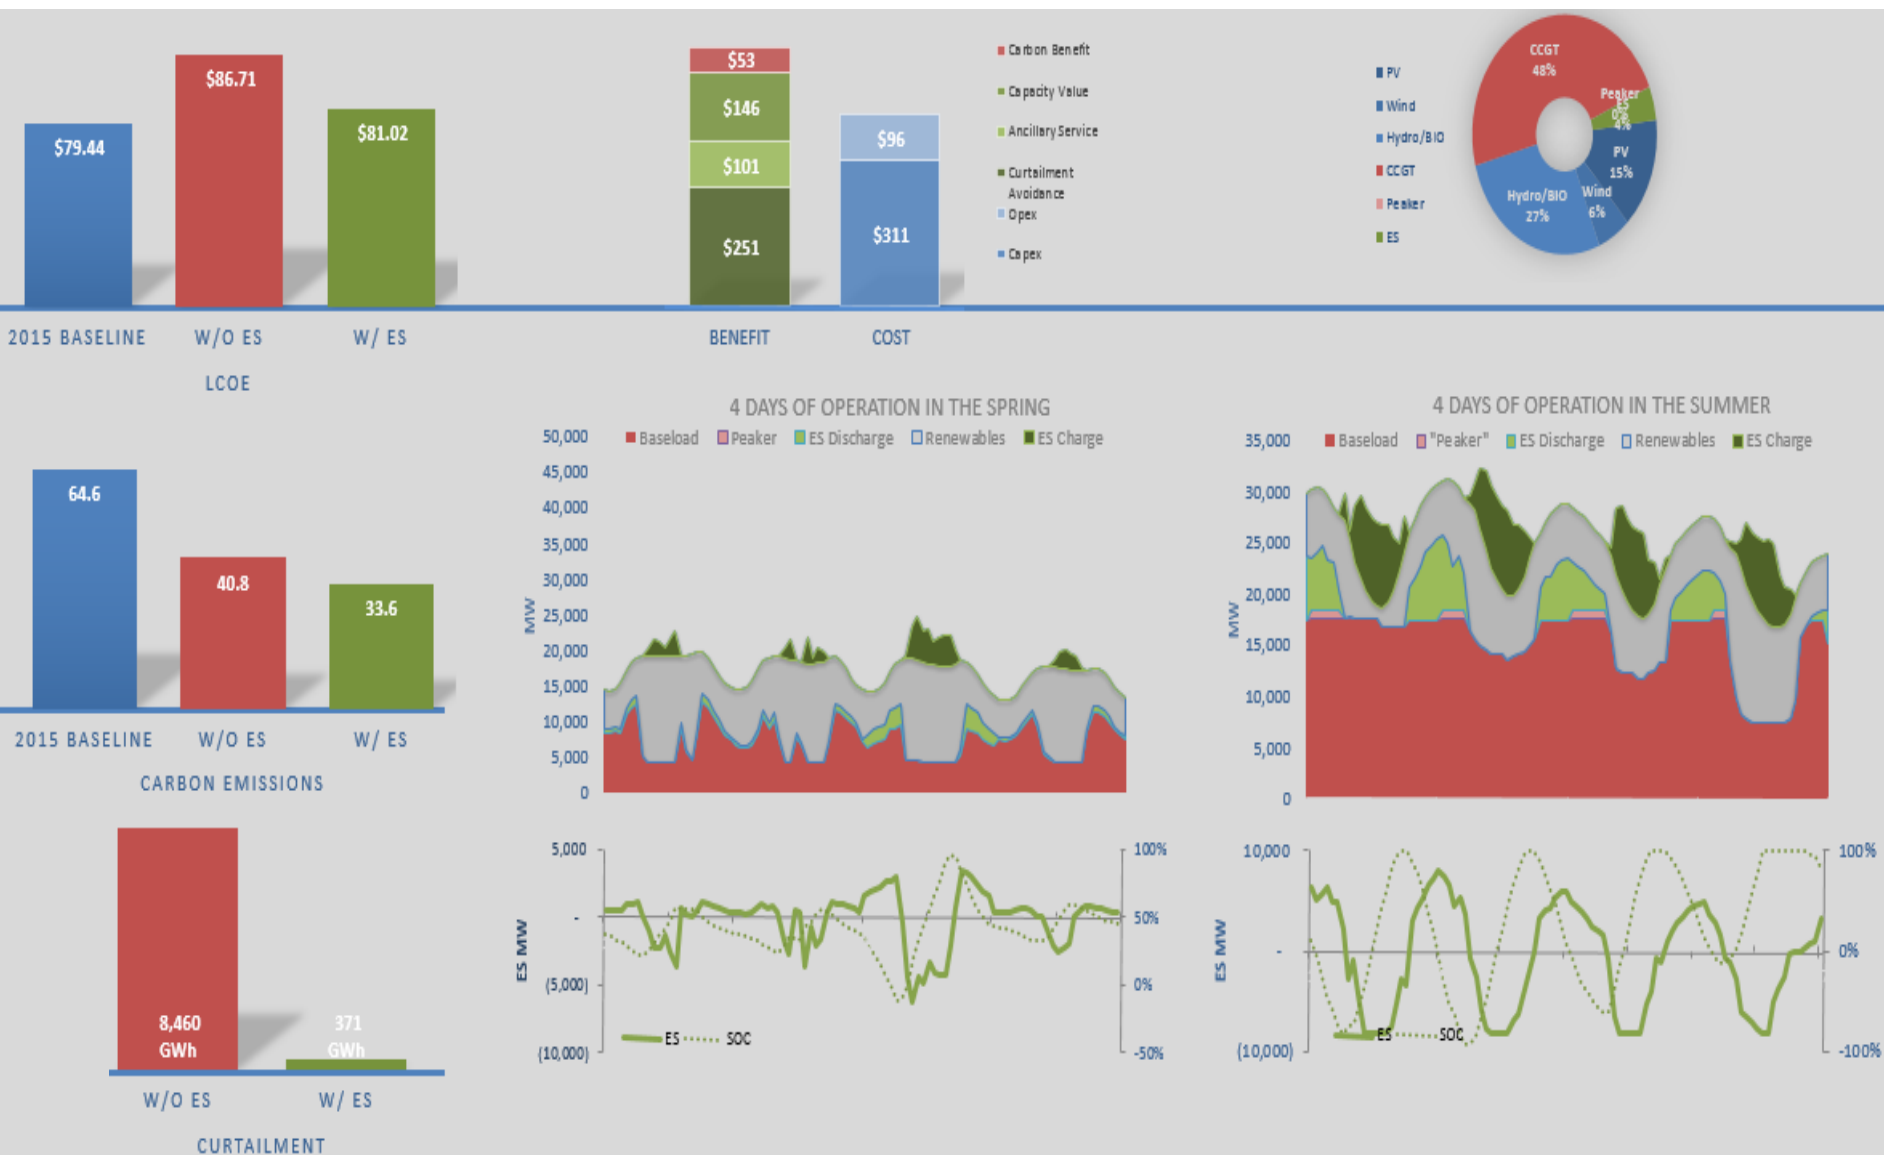 $79.44
$86.71
$81.02
2015 BASELINE
W/O ES
W/ ES
LCOE
$53
$146
$101
$251
$96
$311
BENEFIT
COST
Carbon Benefit
Capacity Value
Ancillary Service
Curtailment
Avoidance
Opex
Capex
PV
Wind
Hydro/BIO
CCGT
Peaker
ES
CCGT
48%
Peaker
ES
0%
4%
PV
15%
Wind
6%
Hydro/BIO
27%
64.6
40.8
33.6
2015 BASELINE
W/O ES
W/ ES
CARBON EMISSIONS
8,460
GWh
371
GWh
W/O ES
W/ ES
CURTAILMENT
4 DAYS OF OPERATION IN THE SPRING
Baseload Peaker ES Discharge Renewables ES Charge
50,000
45,000
40,000
35,000
30,000
25,000
20,000
15,000
10,000
5,000
0
MW
5,000
-
(5,000)
(10,000)
ES MW
100%
50%
0%
-50%
ES SOC
4 DAYS OF OPERATION IN THE SUMMER
Baseload "Peaker" ES Discharge Renewables ES Charge
35,000
30,000
25,000
20,000
15,000
10,000
5,000
0
MW
10,000
-
(10,000)
ES MW
100%
0%
-100%
ES SOC